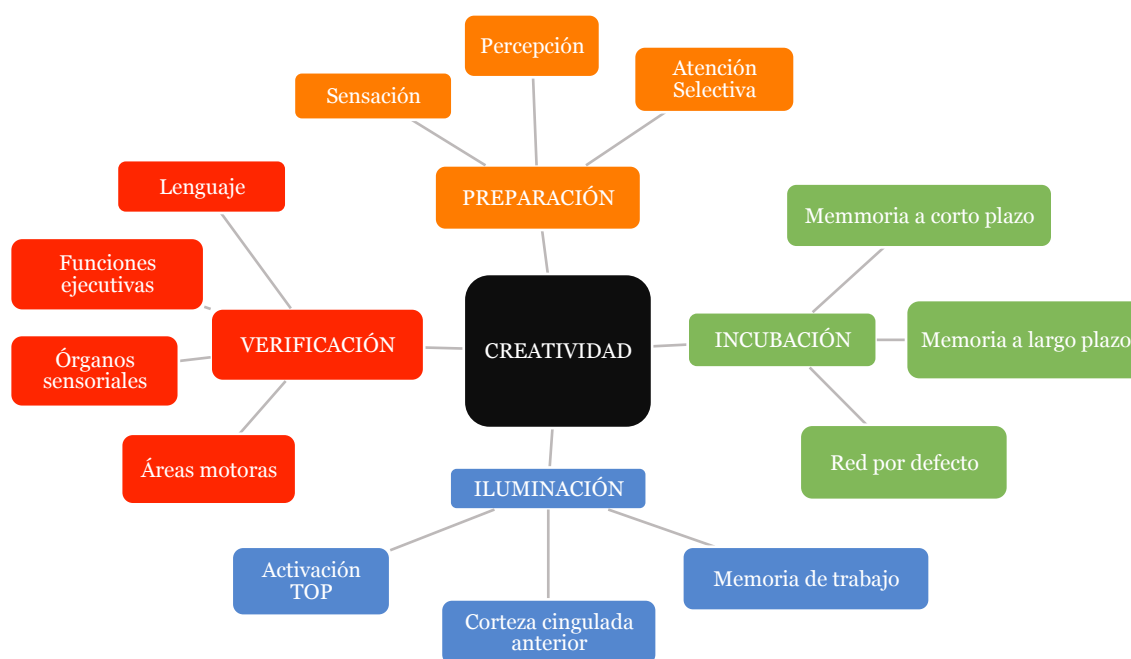 Percepción
Atención
Selectiva
Sensación
PREPARACIÓN
Lenguaje
Funciones
ejecutivas
Órganos
sensoriales
Áreas motoras
VERIFICACIÓN
CREATIVIDAD
INCUBACIÓN
Memmoria a corto plazo
Memoria a largo plazo
Red por defecto
ILUMINACIÓN
Activación
TOP
Corteza cingulada
anterior
Memoria de trabajo